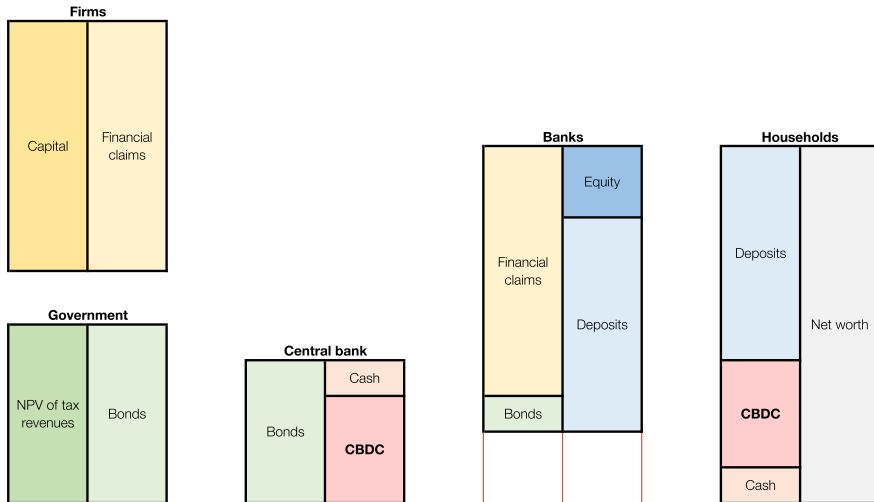 Firms
Capital
Financial
claims
Government
NPV of tax
revenues
Bonds
Central bank
Bonds
Cash
CBDC
Banks
Financial
claims
Bonds
Equity
Deposits
Households
Deposits
CBDC
Cash
Net worth